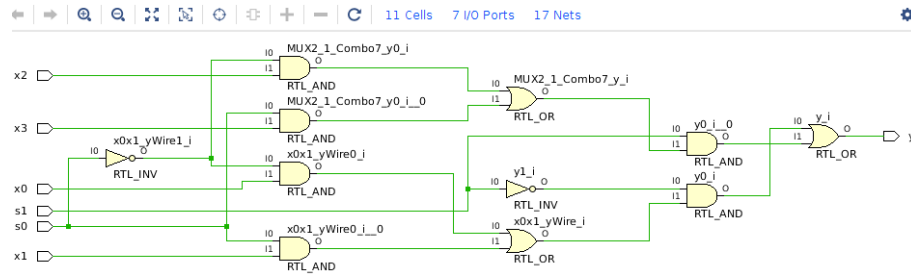 11 Cells 7 I/O Ports 17 Nets
MUX2_1_Combo7_y0_i
I0
O
x2
I1
RTL_AND
MUX2_1_Combo7_y_i
I0
O
I1
RTL_OR
MUX2_1_Combo7_y0_i__0
I0
O
x3
I1
RTL_AND
y_i
I0
O
y
I1
RTL_OR
y0_i__0
I0
O
I1
RTL_AND
x0x1_yWire1_i
I0
O
RTL_INV
x0x1_yWire0_i
I0
O
x0
I1
RTL_AND
y1_i
I0
O
RTL_INV
y0_i
I0
O
I1
RTL_AND
s1
s0
x0x1_yWire_i
I0
O
I1
RTL_OR
x0x1_yWire0_i__0
I0
O
x1
I1
RTL_AND